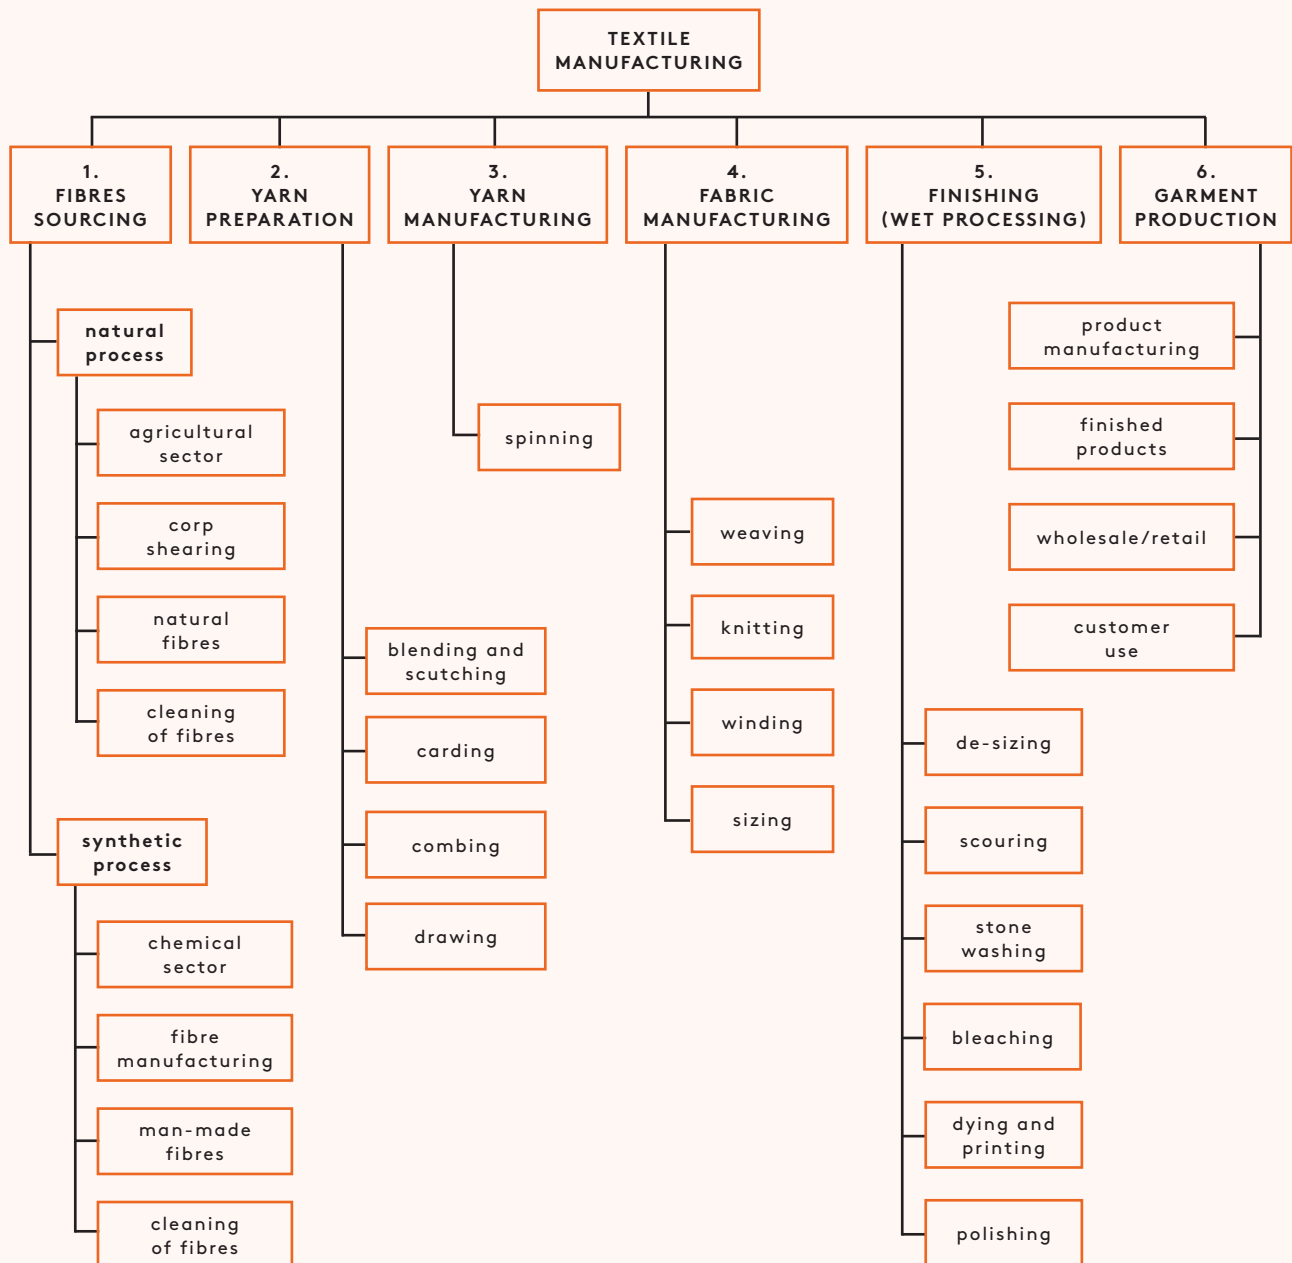 TEXTILE
MANUFACTURING
1.
FIBRES
SOURCING
2.
YARN
PREPARATION
3.
YARN
MANUFACTURING
4.
FABRIC
MANUFACTURING
5.
FINISHING
(WET PROCESSING)
6.
GARMENT
PRODUCTION
natural
process
agricultural
sector
corp
shearing
natural
fibres
cleaning
of fibres
synthetic
process
chemical
sector
fibre
manufacturing
man-made
fibres
cleaning
of fibres
blending and
scutching
carding
combing
drawing
spinning
weaving
knitting
winding
sizing
de-sizing
scouring
stone
washing
bleaching
dying and
printing
polishing
product
manufacturing
finished
products
wholesale/retail
customer
use